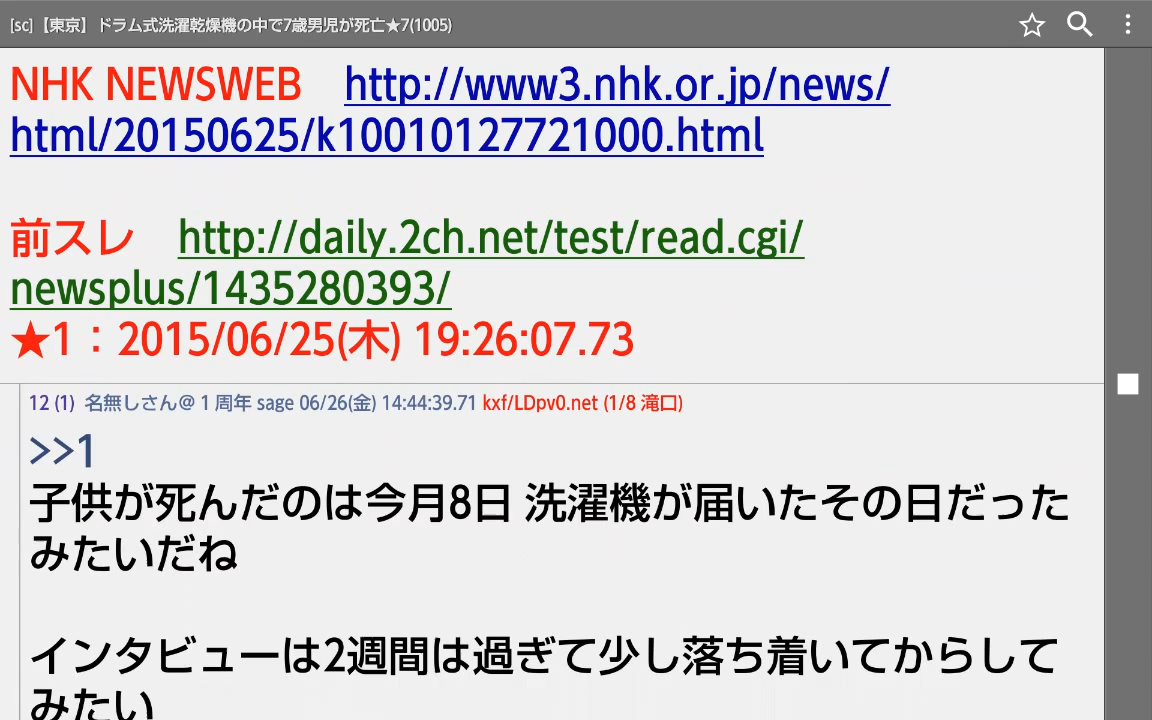 [sc]【東京】ドラム式洗濯乾燥機の中で7歳男児が死亡★7(1005)
NHK NEWSWEB　http://www3.nhk.or.jp/news/
html/20150625/k10010127721000.html
前スレ　http://daily.2ch.net/test/read.cgi/
newsplus/1435280393/
★1：2015/06/25(木) 19:26:07.73
12 (1) 名無しさん＠１周年 sage 06/26(金) 14:44:39.71 kxf/LDpv0.net (1/8 滝口)
>>1
子供が死んだのは今月8日 洗濯機が届いたその日だった
みたいだね
インタビューは2週間は過ぎて少し落ち着いてからして
みたい